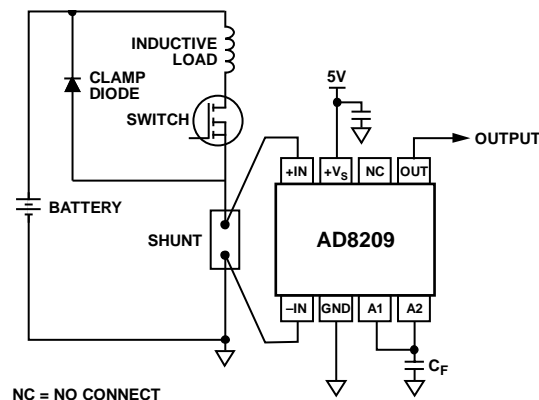 INDUCTIVE
LOAD
CLAMP
DIODE
SWITCH
BATTERY
SHUNT
5V
OUTPUT
+IN
+VS
NC
OUT
AD8209
–IN
GND
A1
A2
CF
NC = NO CONNECT